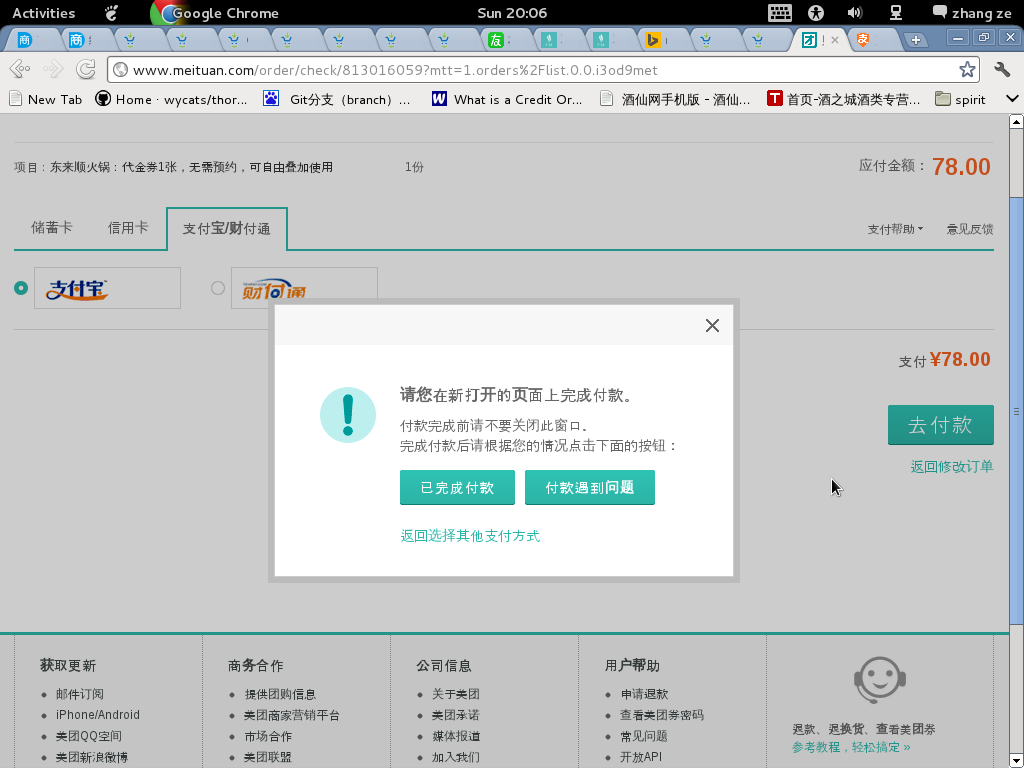 Activities
Google Chrome
Sun 20:06
zhang ze
www.meituan.com/order/check/813016059?mtt=1.orders%2Flist.0.0.i3od9met
New Tab
Home · wycats/thor...
Git分支（branch）...
What is a Credit Or...
酒仙网手机版 - 酒仙...
首页-酒之城酒类专营...
spirit
项目：东来顺火锅：代金券1张，无需预约，可自由叠加使用
1份
应付金额：78.00
储蓄卡
信用卡
支付宝/财付通
支付帮助
意见反馈
支付宝
财付通
支付¥78.00
去付款
返回修改订单
请您在新打开的页面上完成付款。
付款完成前请不要关闭此窗口。
完成付款后请根据您的情况点击下面的按钮：
已完成付款
付款遇到问题
返回选择其他支付方式
获取更新
邮件订阅
iPhone/Android
美团QQ空间
美团新浪微博
商务合作
提供团购信息
美团商家营销平台
市场合作
美团联盟
公司信息
关于美团
美团承诺
媒体报道
加入我们
用户帮助
申请退款
查看美团券密码
常见问题
开放API
退款、退换货、查看美团券
参考教程，轻松搞定 »